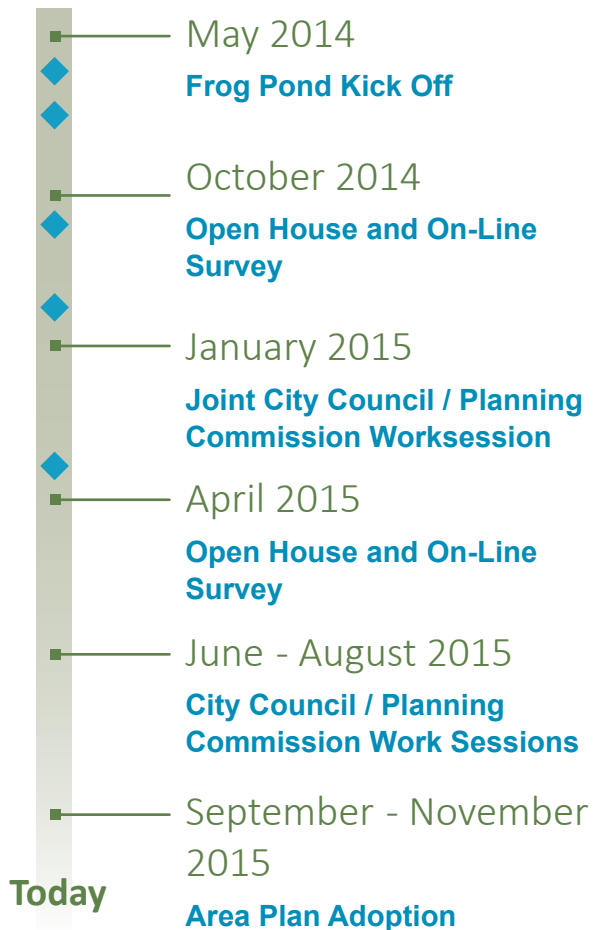 May 2014
Frog Pond Kick Off
October 2014
Open House and On-Line
Survey
January 2015
Joint City Council / Planning
Commission Worksession
April 2015
Open House and On-Line
Survey
June - August 2015
City Council / Planning
Commission Work Sessions
September - November
2015
Today
Area Plan Adoption